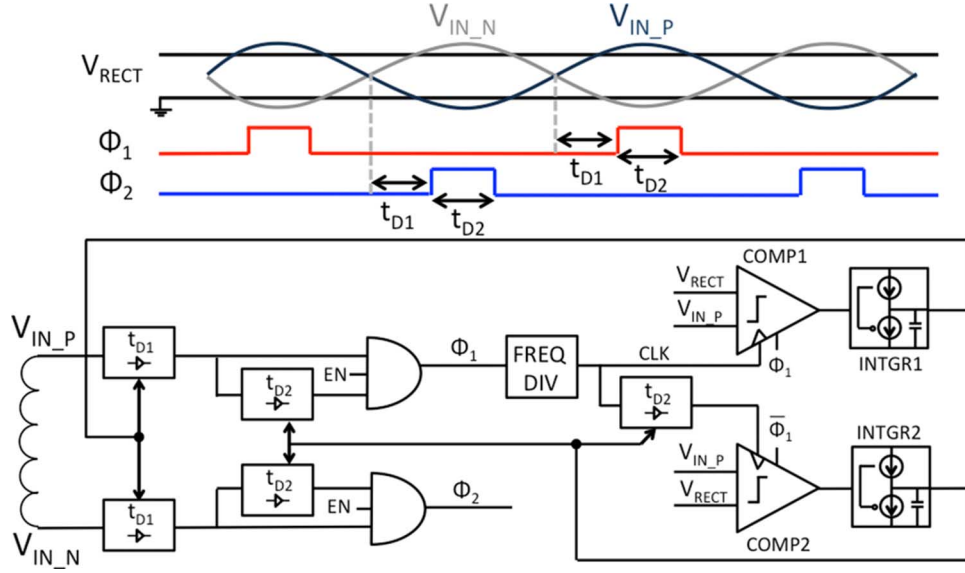 V_IN_N V_IN_P
V_RECT
Φ_1
t_D1 t_D2
Φ_2
t_D1 t_D2
COMP1
V_RECT
V_IN_P
V_IN_P
t_D1
EN
Φ_1
FREQ
DIV
CLK
Φ_1
INTGR1
t_D2
t_D2
Φ̄_1
INTGR2
V_IN_P
t_D2
V_RECT
t_D1
EN
Φ_2
V_IN_N
COMP2